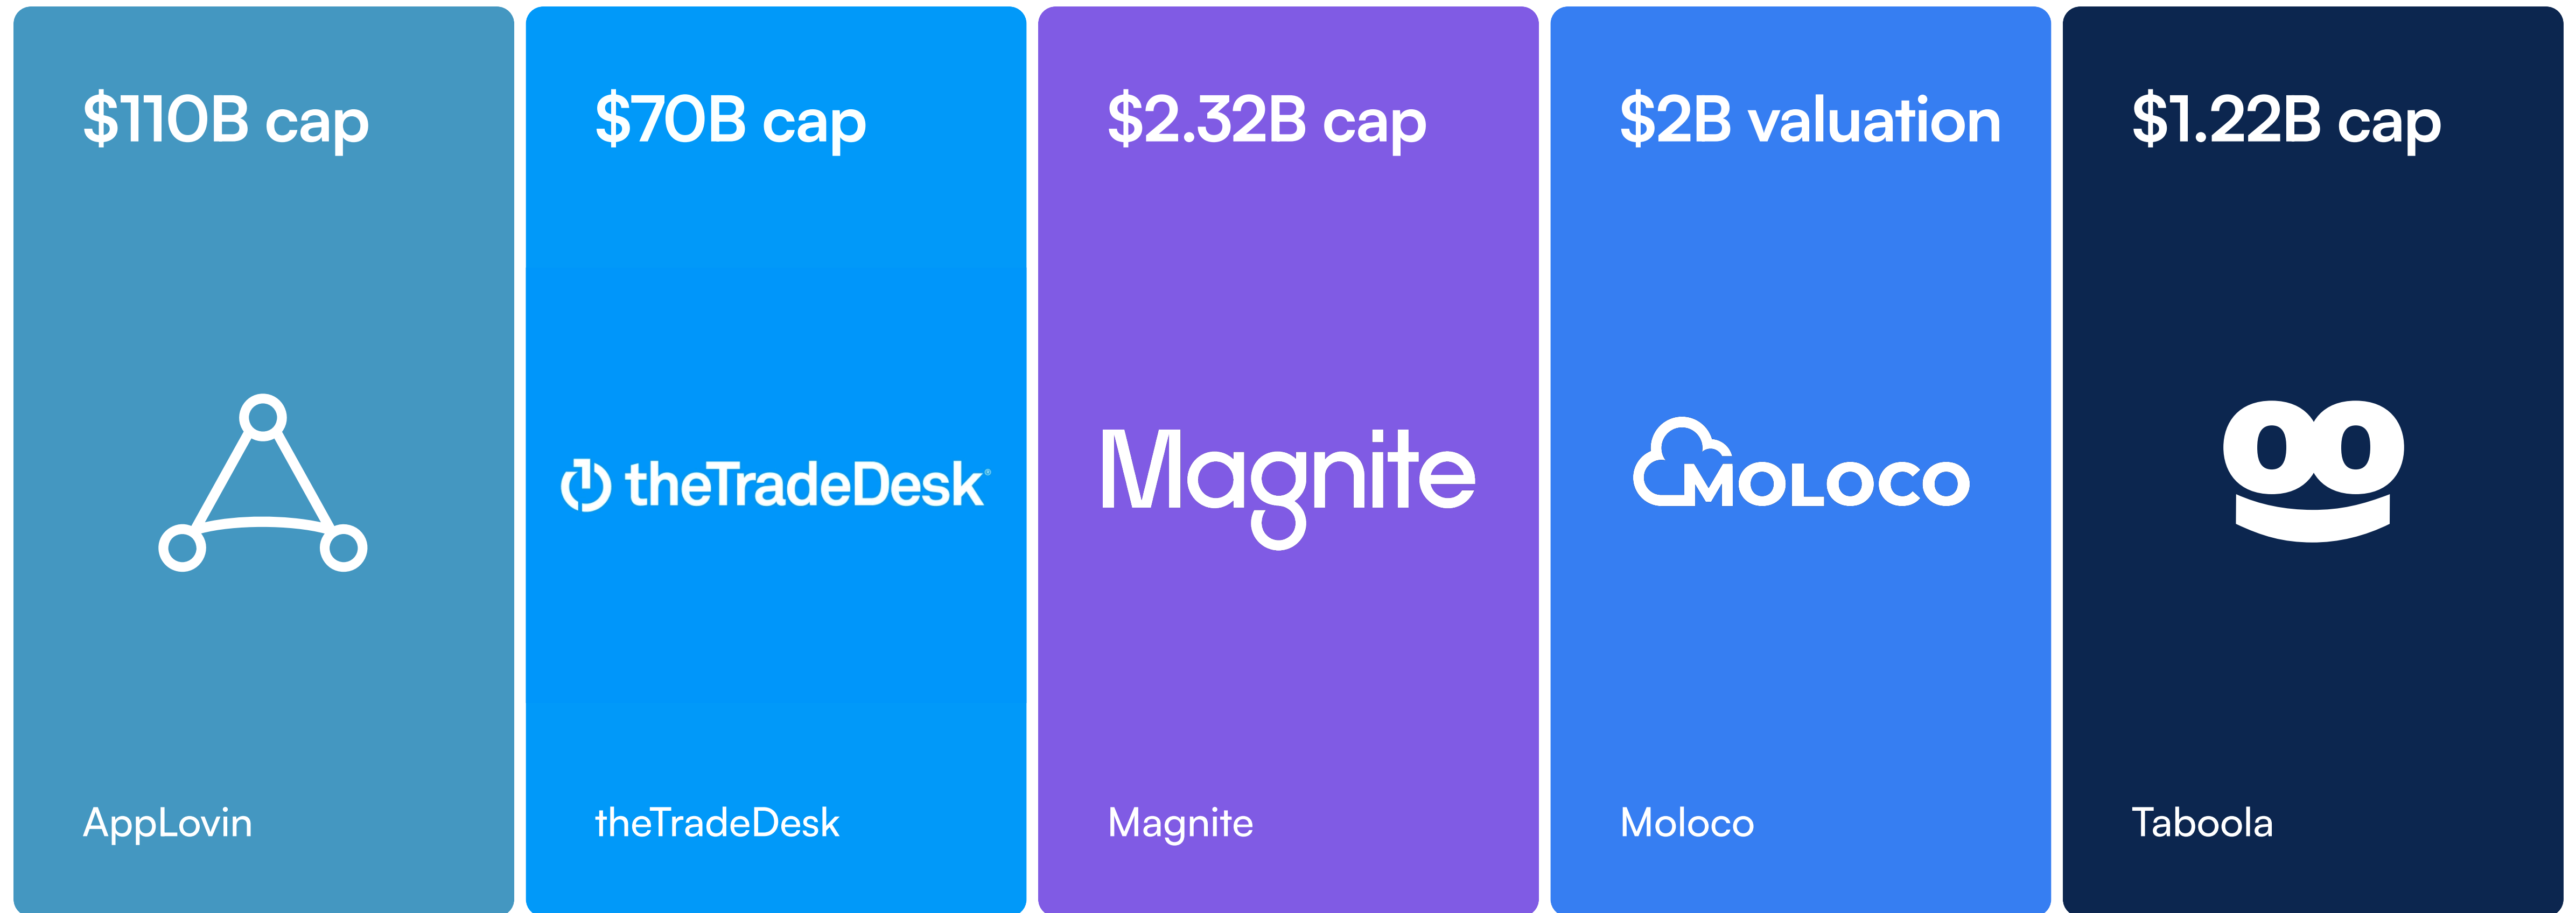 $110B cap
AppLovin
$70B cap
theTradeDesk®
theTradeDesk
$2.32B cap
Magnite
Magnite
$2B valuation
MOLOCO
Moloco
$1.22B cap
Taboola